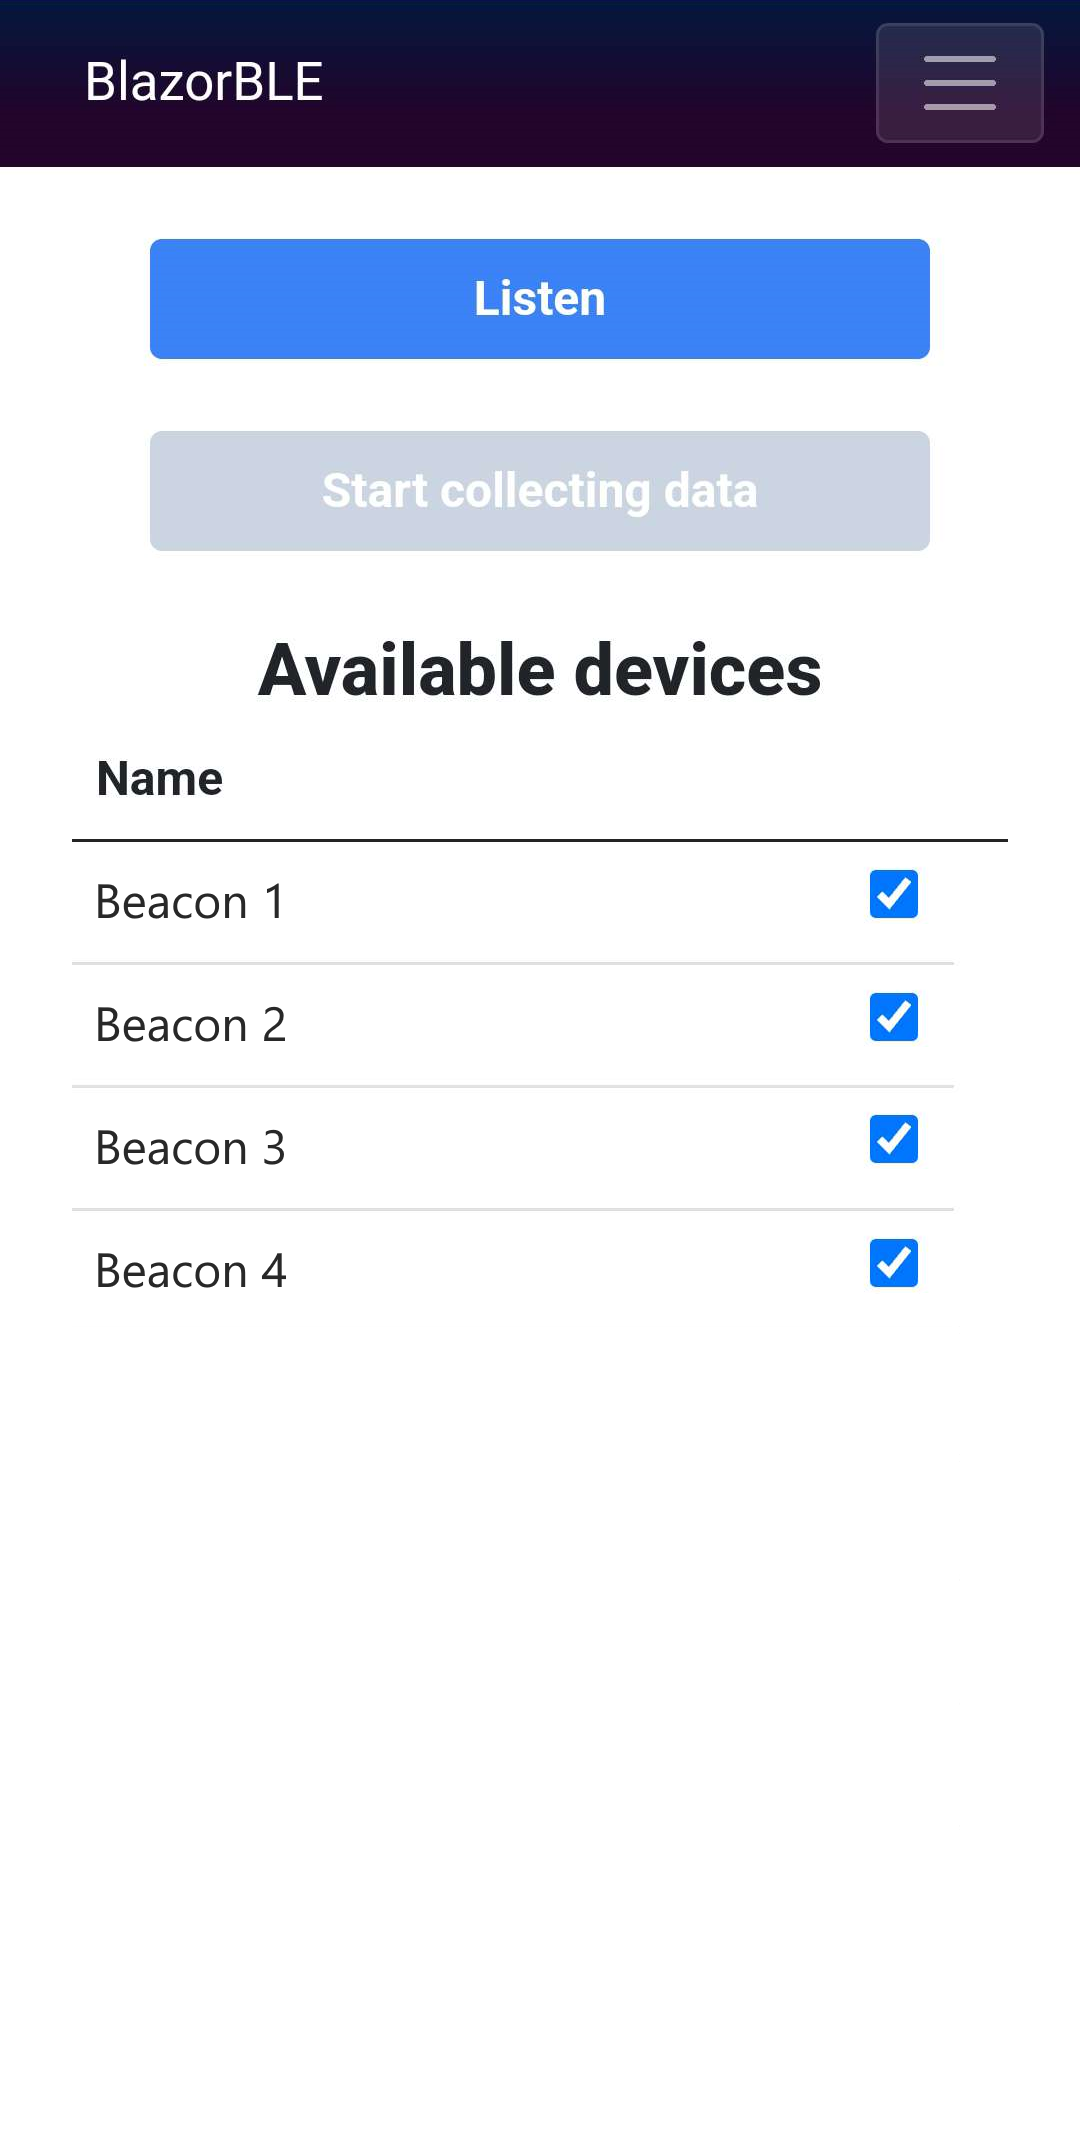 BlazorBLE
Listen
Start collecting data
Available devices
Name
Beacon 1
Beacon 2
Beacon 3
Beacon 4